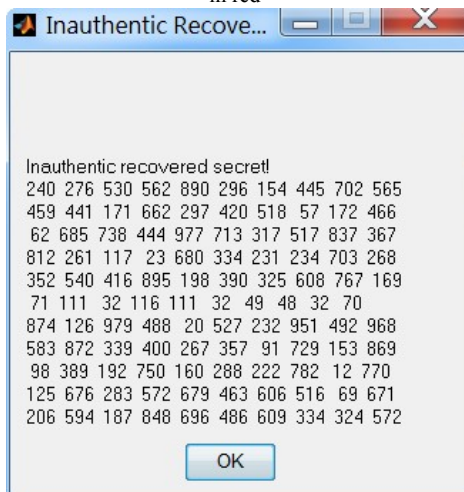 in red
Inauthentic Recove...
Inauthentic recovered secret!
240 276 530 562 890 296 154 445 702 565
459 441 171 662 297 420 518 57 172 466
62 685 738 444 977 713 317 517 837 367
812 261 117 23 680 334 231 234 703 268
352 540 416 895 198 390 325 608 767 169
71 111 32 116 111 32 49 48 32 70
874 126 979 488 20 527 232 951 492 968
583 872 339 400 267 357 91 729 153 869
98 389 192 750 160 288 222 782 12 770
125 676 283 572 679 463 606 516 69 671
206 594 187 848 696 486 609 334 324 572
OK